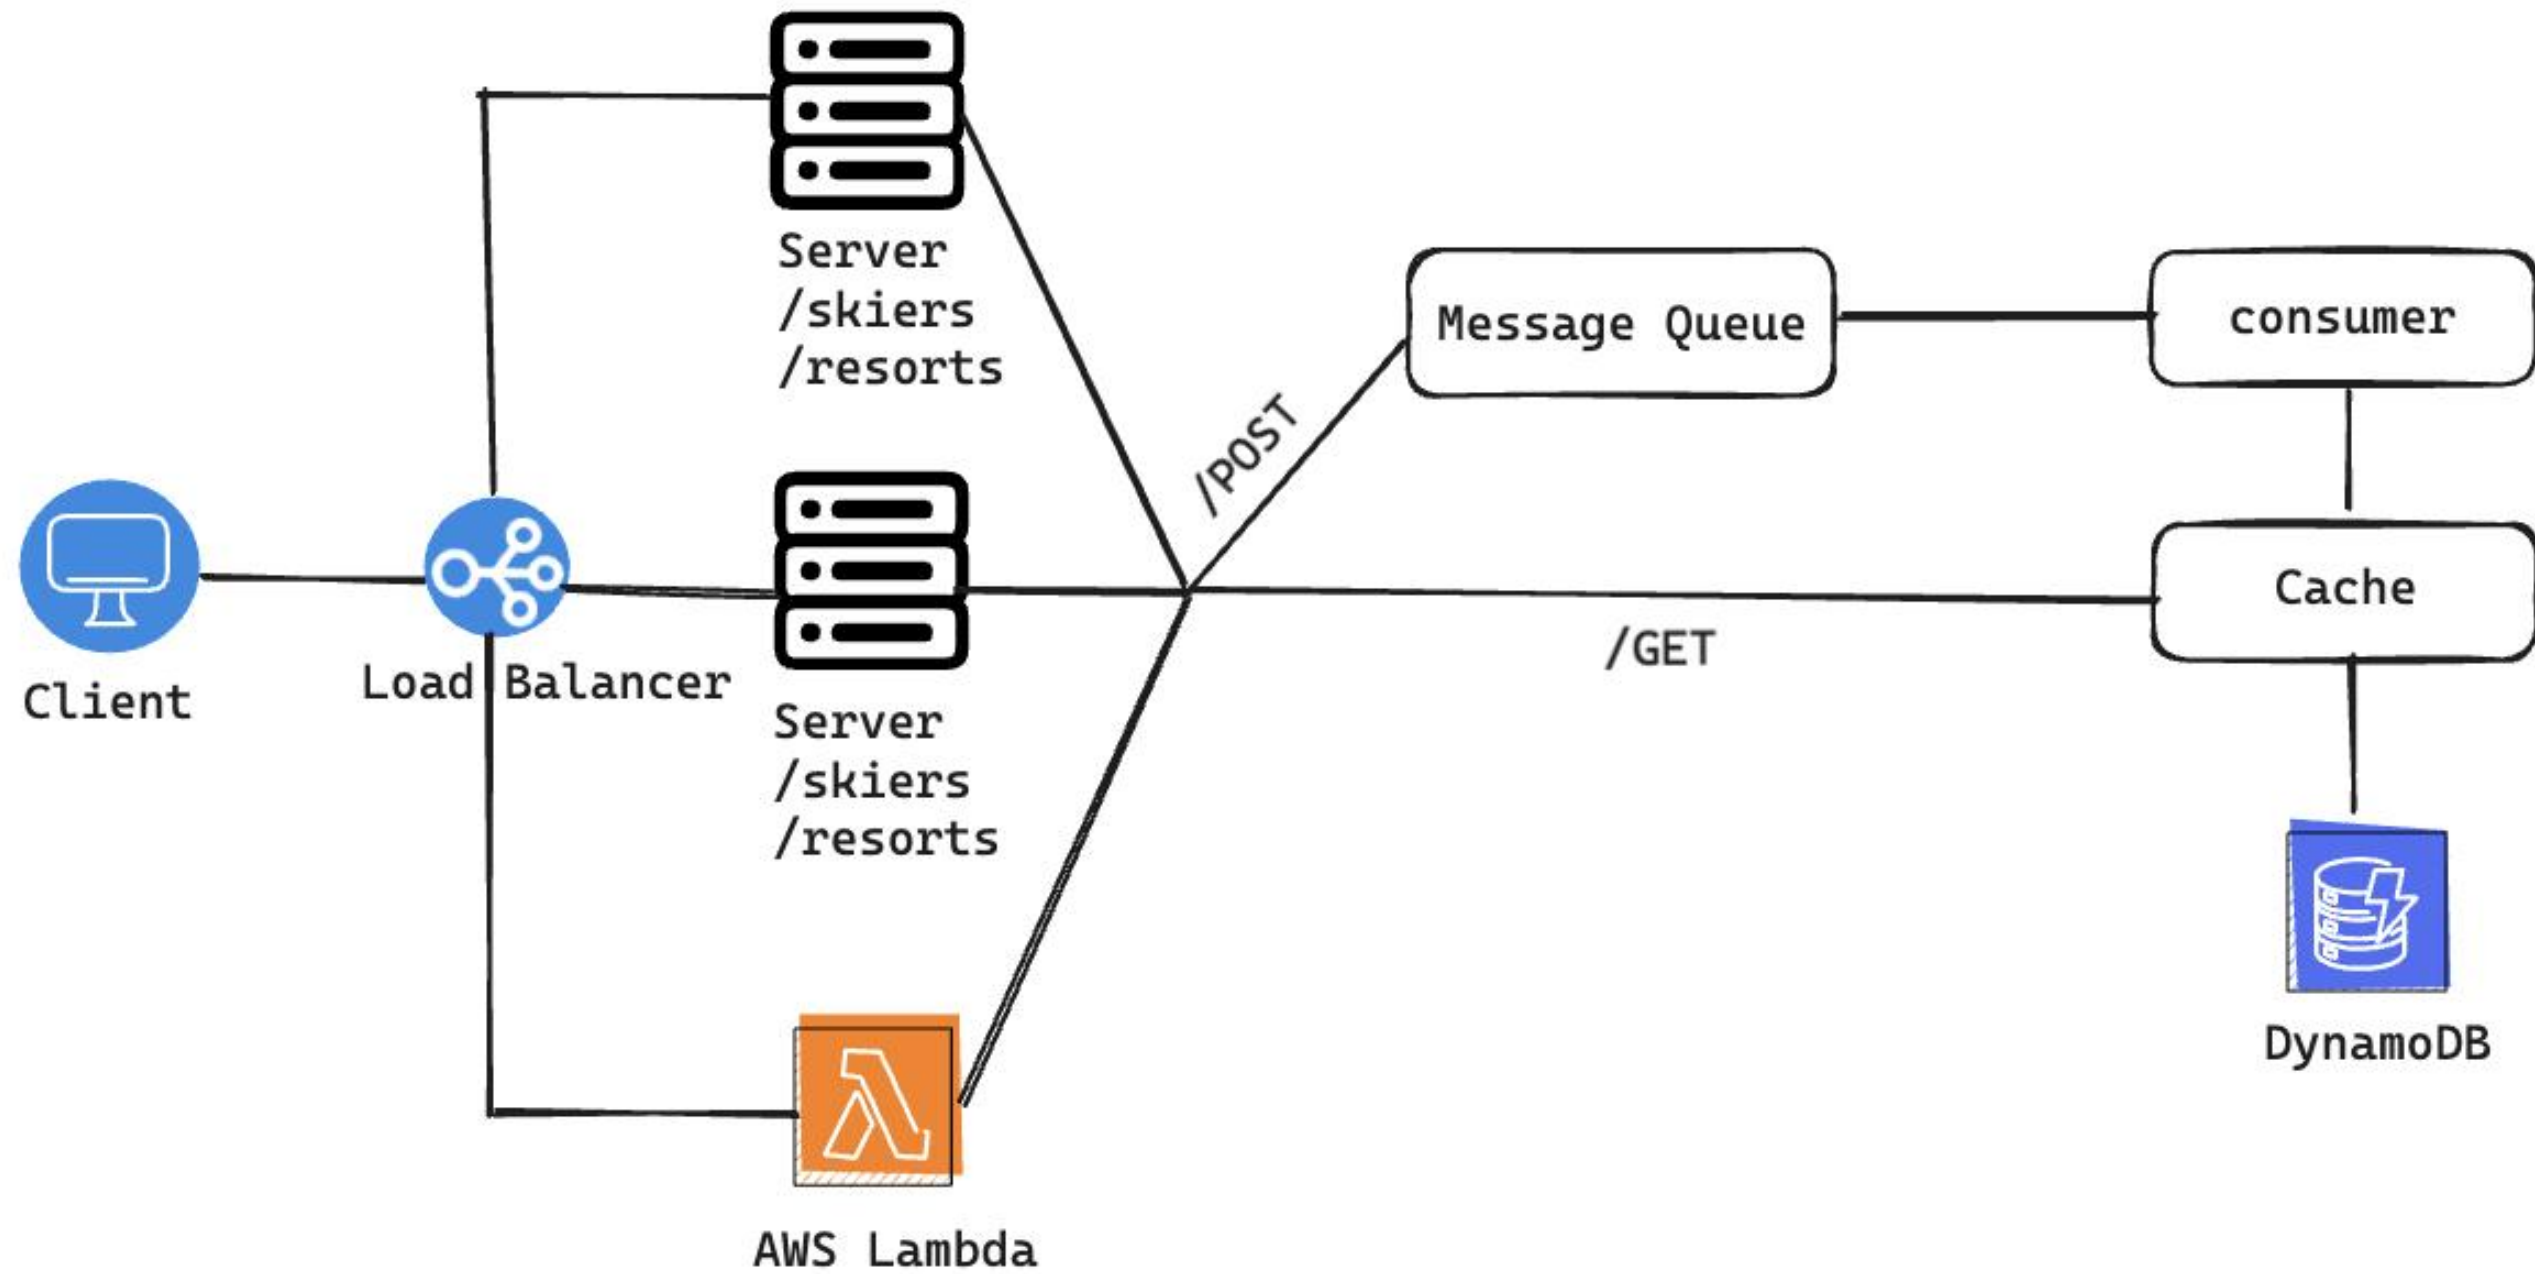 Server
/skiers
/resorts
Message Queue
consumer
/POST
Client
Load Balancer
Server
/skiers
/resorts
/GET
Cache
DynamoDB
AWS Lambda